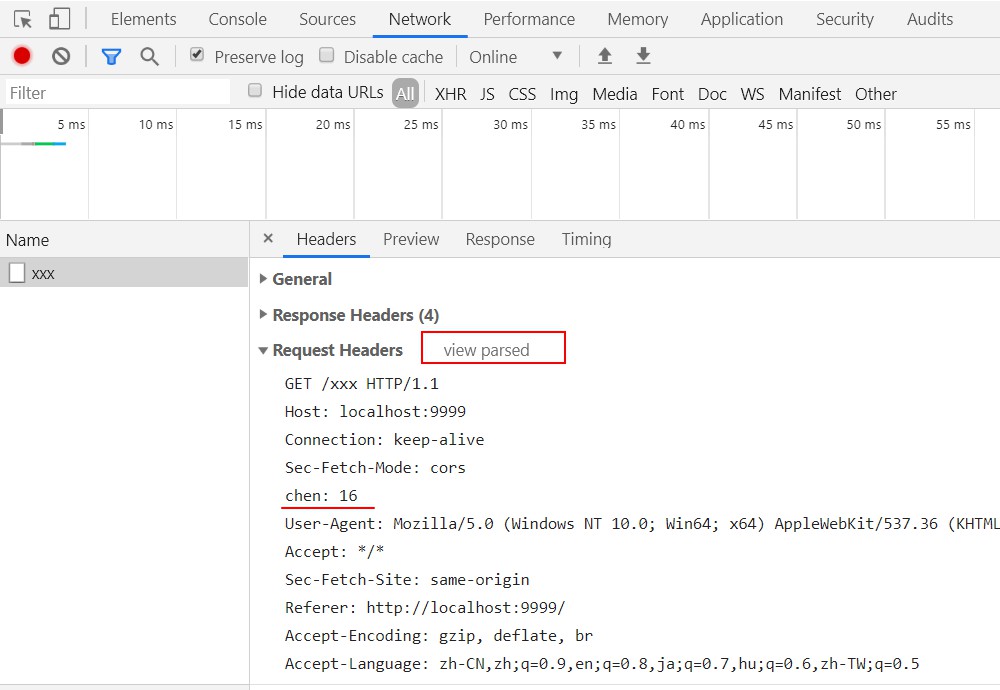 Elements Console Sources Network Performance Memory Application Security Audits
Preserve log Disable cache Online
Filter Hide data URLs All XHR JS CSS Img Media Font Doc WS Manifest Other
5 ms 10 ms 15 ms 20 ms 25 ms 30 ms 35 ms 40 ms 45 ms 50 ms 55 ms
Name × Headers Preview Response Timing
xxx
General
Response Headers (4)
Request Headers view parsed
GET /xxx HTTP/1.1
Host: localhost:9999
Connection: keep-alive
Sec-Fetch-Mode: cors
chen: 16
User-Agent: Mozilla/5.0 (Windows NT 10.0; Win64; x64) AppleWebKit/537.36 (KHTML
Accept: */*
Sec-Fetch-Site: same-origin
Referer: http://localhost:9999/
Accept-Encoding: gzip, deflate, br
Accept-Language: zh-CN,zh;q=0.9,en;q=0.8,ja;q=0.7,hu;q=0.6,zh-TW;q=0.5